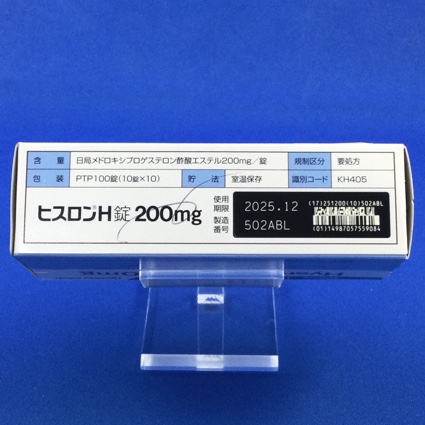 含 量 日局メドロキシプロゲステロン酢酸エステル200mg／錠 規制区分 要処方
包 装 PTP100錠(10錠×10) 貯 法 室温保存 識別コード KH405
ヒスロン®H錠 200mg
使用期限 2025.12
製造番号 502ABL
(17)251200(10)502ABL
(01)14987057559084